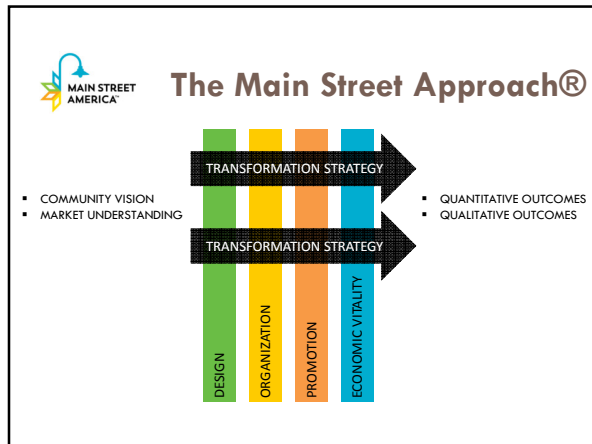 MAIN STREET
AMERICA™
The Main Street Approach®
TRANSFORMATION STRATEGY
▪ COMMUNITY VISION
▪ MARKET UNDERSTANDING
▪ QUANTITATIVE OUTCOMES
▪ QUALITATIVE OUTCOMES
TRANSFORMATION STRATEGY
DESIGN
ORGANIZATION
PROMOTION
ECONOMIC VITALITY